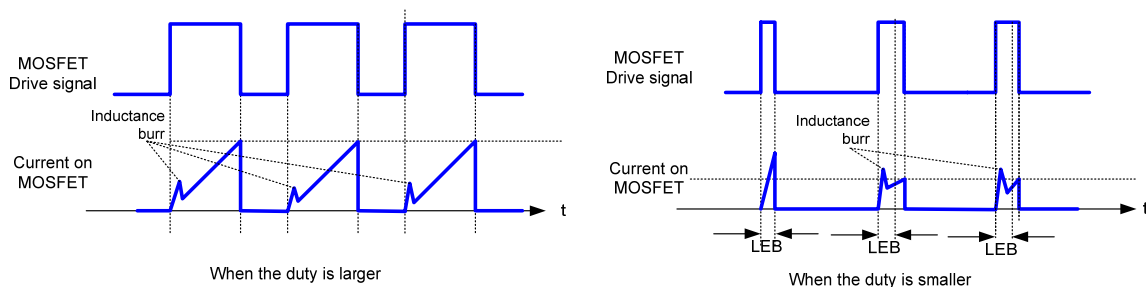 MOSFET
Drive signal
Inductance
burr
Current on
MOSFET
t
When the duty is larger
MOSFET
Drive signal
Inductance
burr
Current on
MOSFET
t
LEB
LEB
LEB
When the duty is smaller